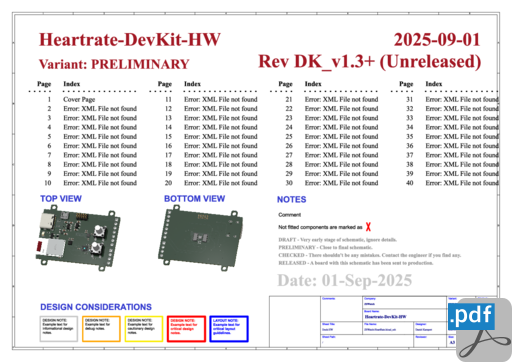 Heartrate-DevKit-HW
2025-09-01
Variant: PRELIMINARY
Rev DK_v1.3+ (Unreleased)
Page Index Page Index Page Index Page Index
1 Cover Page 11 Error: XML File not found 21 Error: XML File not found 31 Error: XML File not found
2 Error: XML File not found 12 Error: XML File not found 22 Error: XML File not found 32 Error: XML File not found
3 Error: XML File not found 13 Error: XML File not found 23 Error: XML File not found 33 Error: XML File not found
4 Error: XML File not found 14 Error: XML File not found 24 Error: XML File not found 34 Error: XML File not found
5 Error: XML File not found 15 Error: XML File not found 25 Error: XML File not found 35 Error: XML File not found
6 Error: XML File not found 16 Error: XML File not found 26 Error: XML File not found 36 Error: XML File not found
7 Error: XML File not found 17 Error: XML File not found 27 Error: XML File not found 37 Error: XML File not found
8 Error: XML File not found 18 Error: XML File not found 28 Error: XML File not found 38 Error: XML File not found
9 Error: XML File not found 19 Error: XML File not found 29 Error: XML File not found 39 Error: XML File not found
10 Error: XML File not found 20 Error: XML File not found 30 Error: XML File not found 40 Error: XML File not found
TOP VIEW
BOTTOM VIEW
NOTES
Comment
Not fitted components are marked as X
DRAFT - Very early stage of schematic, ignore details.
PRELIMINARY - Close to final schematic.
CHECKED - There shouldn't be any mistakes. Contact the engineer if you find any.
RELEASED - A board with this schematic has been sent to production.
Date: 01-Sep-2025
DESIGN CONSIDERATIONS
DESIGN NOTE:
Example text for
informational design
notes.
DESIGN NOTE:
Example text for
debug notes.
DESIGN NOTE:
Example text for
cautionary design
notes.
DESIGN NOTE:
Example text for
critical design
notes.
LAYOUT NOTE:
Example text for
critical layout
guidelines.
Heartrate-DevKit-HW
A3
.pdf